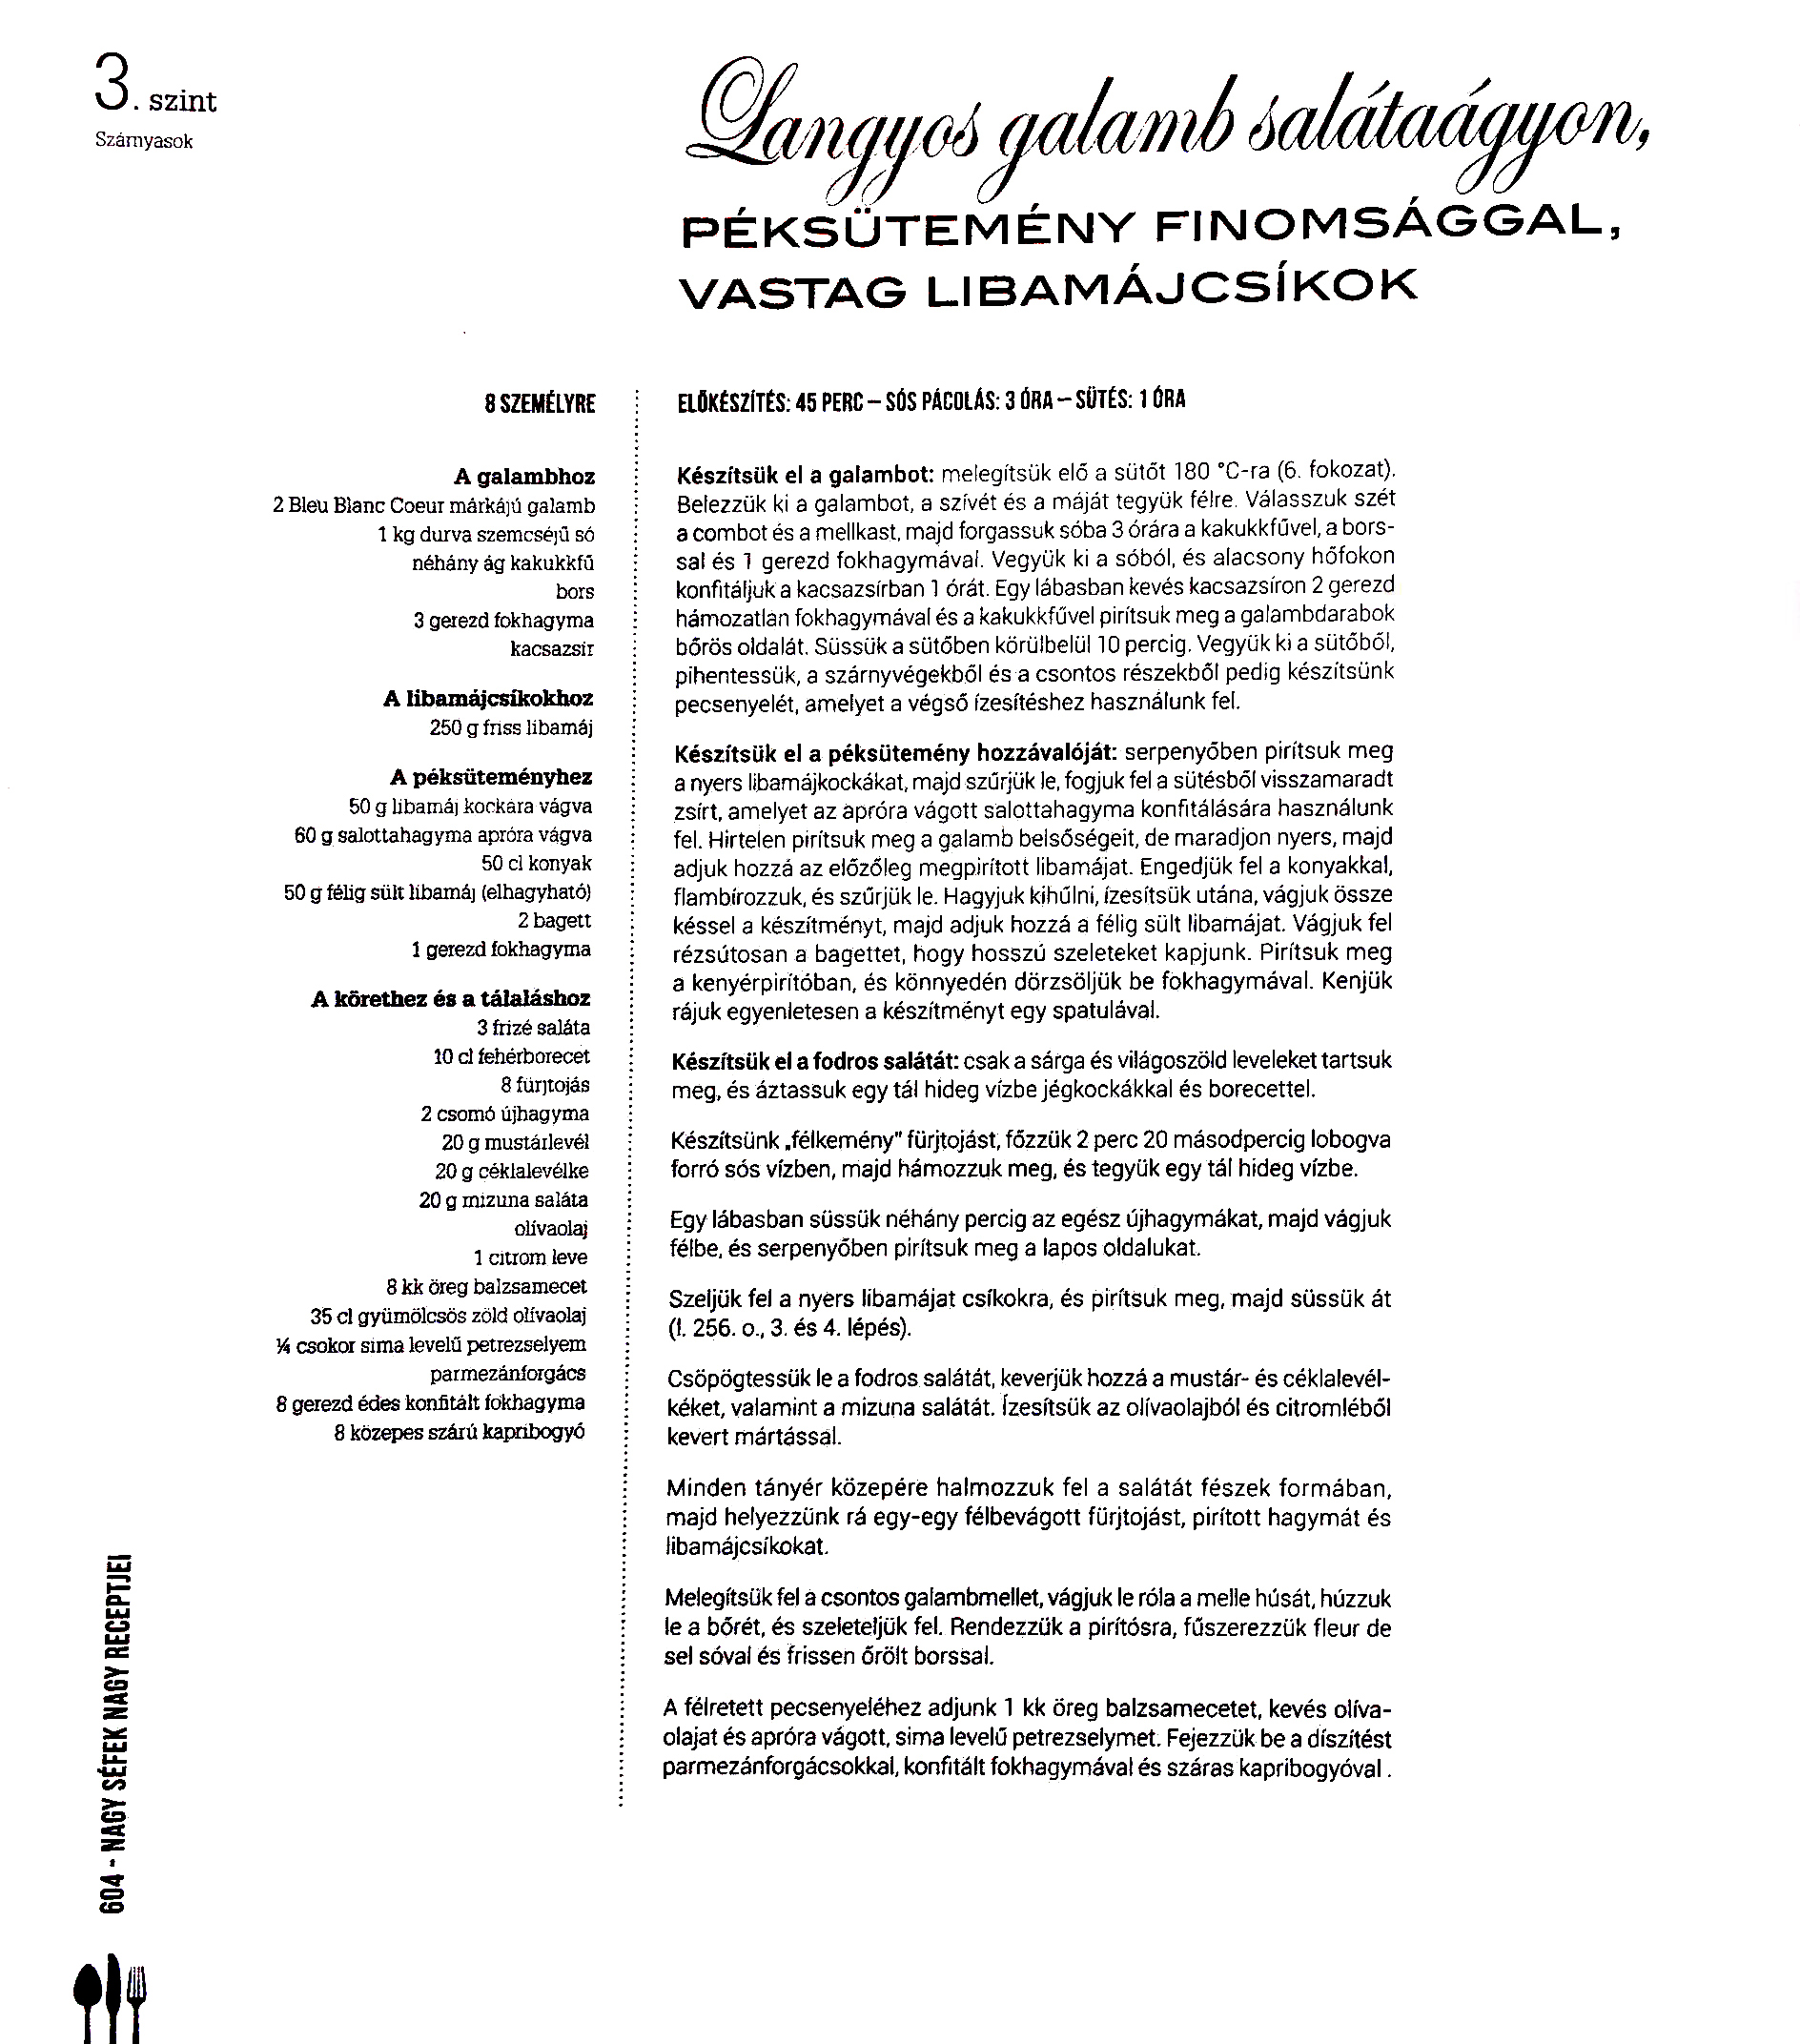 3. szint
Szárnyasok
Langyos galamb salátaágyon,
PÉKSÜTEMÉNY FINOMSÁGGAL,
VASTAG LIBAMÁJCSÍKOK
8 SZEMÉLYRE
A galambhoz
2 Bleu Blanc Coeur márkájú galamb
1 kg durva szemcséjű só
néhány ág kakukkfű
bors
3 gerezd fokhagyma
kacsazsír
A libamájcsíkokhoz
250 g friss libamáj
A péksüteményhez
50 g libamáj kockára vágva
60 g salottahagyma apróra vágva
50 cl konyak
50 g félig sült libamáj (elhagyható)
2 bagett
1 gerezd fokhagyma
A körethez és a tálaláshoz
3 frizé saláta
10 cl fehérborecet
8 fürjtojás
2 csomó újhagyma
20 g mustárlevél
20 g céklalevélke
20 g mizuna saláta
olívaolaj
1 citrom leve
8 kk öreg balzsamecet
35 cl gyümölcsös zöld olívaolaj
¼ csokor sima levelű petrezselyem
parmezánforgács
8 gerezd édes konfitált fokhagyma
8 közepes szárú kapribogyó
ELŐKÉSZÍTÉS: 45 PERC – SÓS PÁCOLÁS: 3 ÓRA – SÜTÉS: 1 ÓRA
Készítsük el a galambot: melegítsük elő a sütőt 180 °C-ra (6. fokozat).
Belezzük ki a galambot, a szívét és a máját tegyük félre. Válasszuk szét
a combot és a mellkast, majd forgassuk sóba 3 órára a kakukkfűvel, a bors-
sal és 1 gerezd fokhagymával. Vegyük ki a sóból, és alacsony hőfokon
konfitáljuk a kacsazsírban 1 órát. Egy lábasban kevés kacsazsíron 2 gerezd
hámozatlan fokhagymával és a kakukkfűvel pirítsuk meg a galambdarabok
bőrös oldalát. Süssük a sütőben körülbelül 10 percig. Vegyük ki a sütőből,
pihentessük, a szárnyvégekből és a csontos részekből pedig készítsünk
pecsenyelét, amelyet a végső ízesítéshez használunk fel.
Készítsük el a péksütemény hozzávalóját: serpenyőben pirítsuk meg
a nyers libamájkockákat, majd szűrjük le, fogjuk fel a sütésből visszamaradt
zsírt, amelyet az apróra vágott salottahagyma konfitálására használunk
fel. Hirtelen pirítsuk meg a galamb belsőségeit, de maradjon nyers, majd
adjuk hozzá az előzőleg megpirított libamájat. Engedjük fel a konyakkal,
flambírozzuk, és szűrjük le. Hagyjuk kihűlni, ízesítsük utána, vágjuk össze
késsel a készítményt, majd adjuk hozzá a félig sült libamájat. Vágjuk fel
rézsútosan a bagettet, hogy hosszú szeleteket kapjunk. Pirítsuk meg
a kenyérpirítóban, és könnyedén dörzsöljük be fokhagymával. Kenjük
rájuk egyenletesen a készítményt egy spatulával.
Készítsük el a fodros salátát: csak a sárga és világoszöld leveleket tartsuk
meg, és áztassuk egy tál hideg vízbe jégkockákkal és borecettel.
Készítsünk „félkemény" fürjtojást, főzzük 2 perc 20 másodpercig lobogva
forró sós vízben, majd hámozzuk meg, és tegyük egy tál hideg vízbe.
Egy lábasban süssük néhány percig az egész újhagymákat, majd vágjuk
félbe, és serpenyőben pirítsuk meg a lapos oldalukat.
Szeljük fel a nyers libamájat csíkokra, és pirítsuk meg, majd süssük át
(l. 256. o., 3. és 4. lépés).
Csöpögtessük le a fodros salátát, keverjük hozzá a mustár- és céklalevél-
kéket, valamint a mizuna salátát. Ízesítsük az olívaolajból és citromléből
kevert mártással.
Minden tányér közepére halmozzuk fel a salátát fészek formában,
majd helyezzünk rá egy-egy félbevágott fürjtojást, pirított hagymát és
libamájcsíkokat.
Melegítsük fel a csontos galambmellet, vágjuk le róla a melle húsát, húzzuk
le a bőrét, és szeleteljük fel. Rendezzük a pirítósra, fűszerezzük fleur de
sel sóval és frissen őrölt borssal.
A félretett pecsenyeléhez adjunk 1 kk öreg balzsamecetet, kevés olíva-
olajat és apróra vágott, sima levelű petrezselymet. Fejezzük be a díszítést
parmezánforgácsokkal, konfitált fokhagymával és száras kapribogyóval.
604 - NAGY SÉFEK NAGY RECEPTJEI